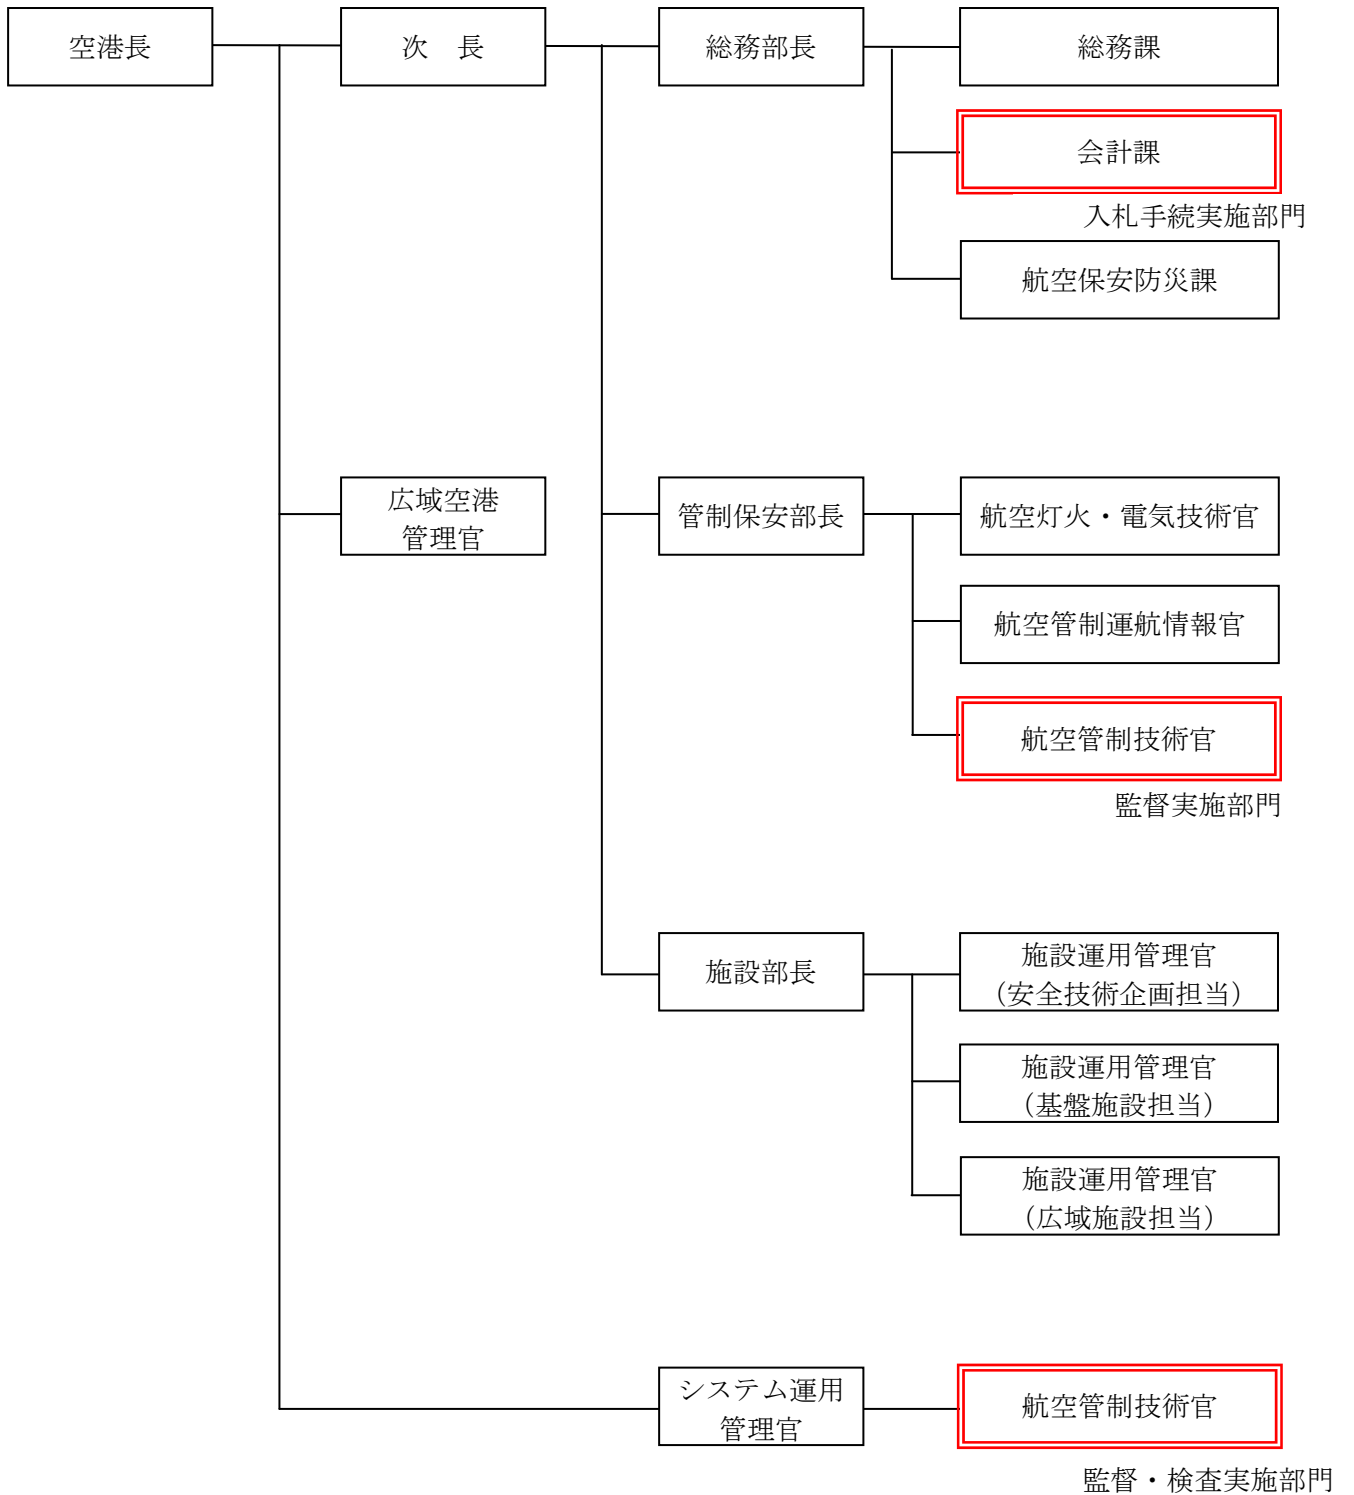 空港長
次　長
総務部長
総務課
会計課
入札手続実施部門
航空保安防災課
広域空港
管理官
管制保安部長
航空灯火・電気技術官
航空管制運航情報官
航空管制技術官
監督実施部門
施設部長
施設運用管理官
（安全技術企画担当）
施設運用管理官
（基盤施設担当）
施設運用管理官
（広域施設担当）
システム運用
管理官
航空管制技術官
監督・検査実施部門